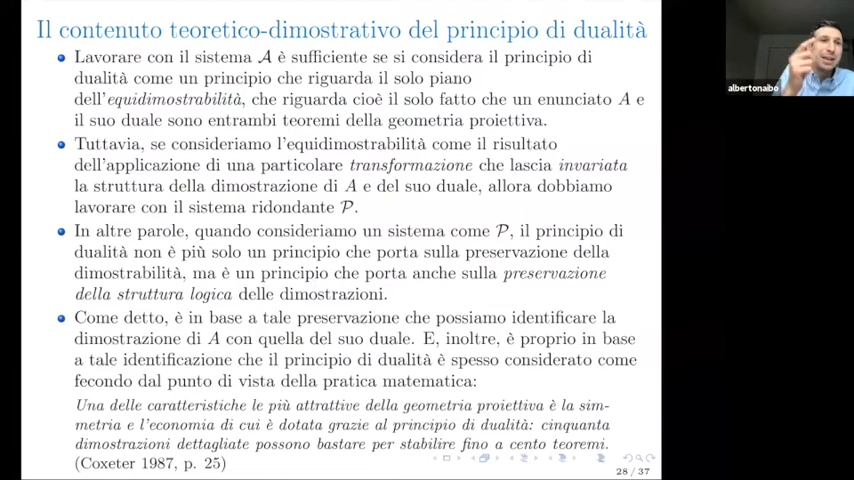 Il contenuto teoretico-dimostrativo del principio di dualità
Lavorare con il sistema 𝒜 è sufficiente se si considera il principio di
dualità come un principio che riguarda il solo piano
dell'equidimostrabilità, che riguarda cioè il solo fatto che un enunciato A e
il suo duale sono entrambi teoremi della geometria proiettiva.
Tuttavia, se consideriamo l'equidimostrabilità come il risultato
dell'applicazione di una particolare transformazione che lascia invariata
la struttura della dimostrazione di A e del suo duale, allora dobbiamo
lavorare con il sistema ridondante 𝒫.
In altre parole, quando consideriamo un sistema come 𝒫, il principio di
dualità non è più solo un principio che porta sulla preservazione della
dimostrabilità, ma è un principio che porta anche sulla preservazione
della struttura logica delle dimostrazioni.
Come detto, è in base a tale preservazione che possiamo identificare la
dimostrazione di A con quella del suo duale. E, inoltre, è proprio in base
a tale identificazione che il principio di dualità è spesso considerato come
fecondo dal punto di vista della pratica matematica:
Una delle caratteristiche le più attrattive della geometria proiettiva è la sim-
metria e l'economia di cui è dotata grazie al principio di dualità: cinquanta
dimostrazioni dettagliate possono bastare per stabilire fino a cento teoremi.
(Coxeter 1987, p. 25)
28 / 37
albertonaibo